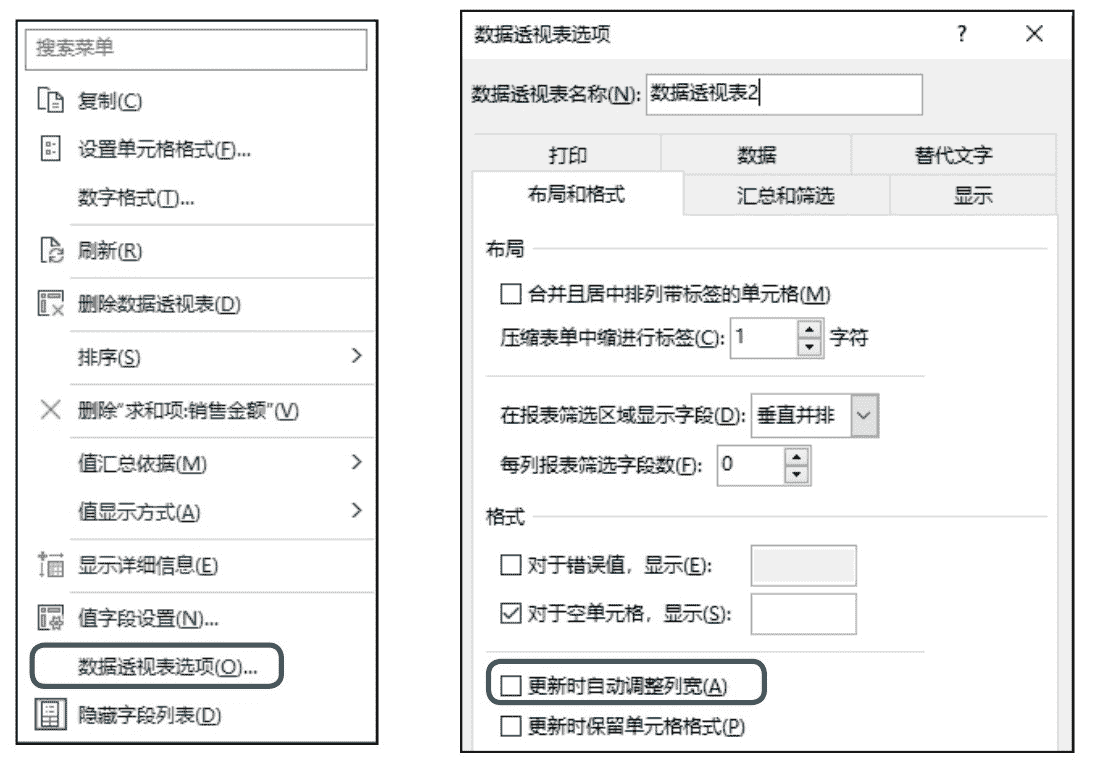 搜索菜单
复制(C)
设置单元格格式(F)...
数字格式(T)...
刷新(R)
删除数据透视表(D)
排序(S)
删除"求和项:销售金额"(V)
值汇总依据(M)
值显示方式(A)
显示详细信息(E)
值字段设置(N)...
数据透视表选项(O)...
隐藏字段列表(D)
数据透视表选项 ?
数据透视表名称(N): 数据透视表2
打印 数据 替代文字
布局和格式 汇总和筛选 显示
布局
合并且居中排列带标签的单元格(M)
压缩表单中缩进行标签(C): 1 字符
在报表筛选区域显示字段(D): 垂直并排
每列报表筛选字段数(F): 0
格式
对于错误值，显示(E):
对于空单元格，显示(S):
更新时自动调整列宽(A)
更新时保留单元格格式(P)